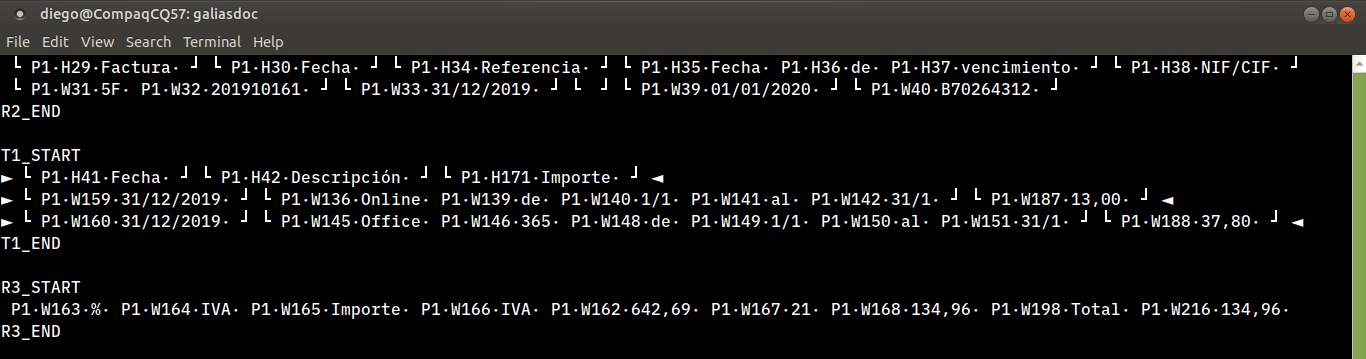 diego@CompaqCQ57: galiasdoc
File Edit View Search Terminal Help
└ P1·H29·Factura· ┘ └ P1·H30·Fecha· ┘ └ P1·H34·Referencia ┘ └ P1·H35·Fecha· P1·H36·de· P1·H37·vencimiento· ┘ └ P1·H38·NIF/CIF· ┘
└ P1·W31·5F· P1·W32·201910161· ┘ └ P1·W33·31/12/2019· ┘ └  ┘ └ P1·W39·01/01/2020· ┘ └ P1·W40·B70264312· ┘
R2_END
T1_START
► └ P1·H41·Fecha· ┘ └ P1·H42·Descripción· ┘ └ P1·H171·Importe· ┘ ◄
► └ P1·W159·31/12/2019· ┘ └ P1·W136·Online· P1·W139·de· P1·W140·1/1· P1·W141·al· P1·W142·31/1· ┘ └ P1·W187·13,00· ┘ ◄
► └ P1·W160·31/12/2019· ┘ └ P1·W145·Office· P1·W146·365· P1·W148·de· P1·W149·1/1· P1·W150·al· P1·W151·31/1· ┘ └ P1·W188·37,80· ┘ ◄
T1_END
R3_START
P1·W163·%· P1·W164·IVA· P1·W165·Importe· P1·W166·IVA· P1·W162·642,69· P1·W167·21· P1·W168·134,96· P1·W198·Total· P1·W216·134,96·
R3_END